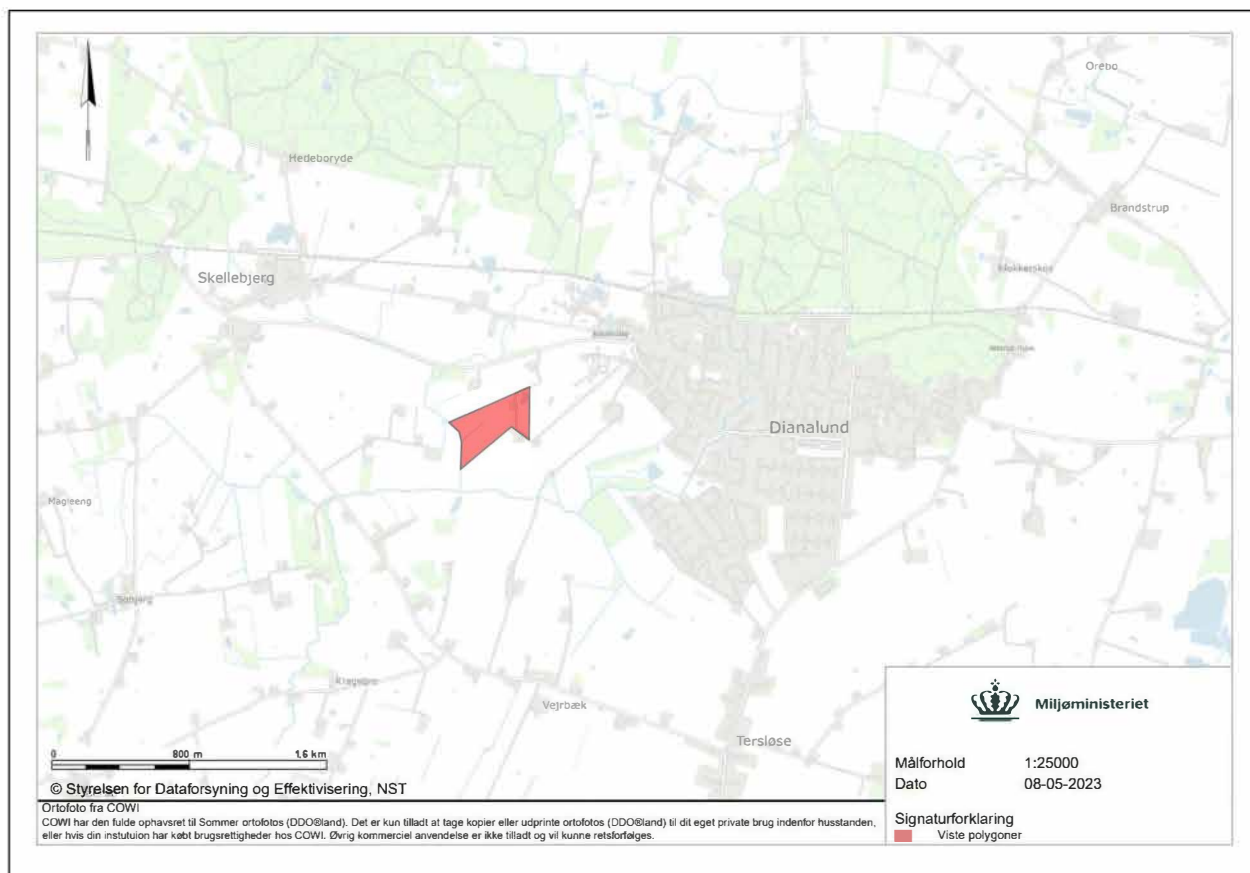 Orebo
Hedeboryde
Brandstrup
Skellebjerg
Flokkerskov
Dianalund
Magleeng
Vejrbæk
Tersløse
0 800 m 1,6 km
© Styrelsen for Dataforsyning og Effektivisering, NST
Ortofoto fra COWI
COWI har den fulde ophavsret til Sommer ortofotos (DDO®land). Det er kun tilladt at tage kopier eller udprinte ortofotos (DDO®land) til dit eget private brug indenfor husstanden,
eller hvis din instutuion har købt brugsrettigheder hos COWI. Øvrig kommerciel anvendelse er ikke tilladt og vil kunne retsforfølges.
Miljøministeriet
Målforhold 1:25000
Dato 08-05-2023
Signaturforklaring
Viste polygoner